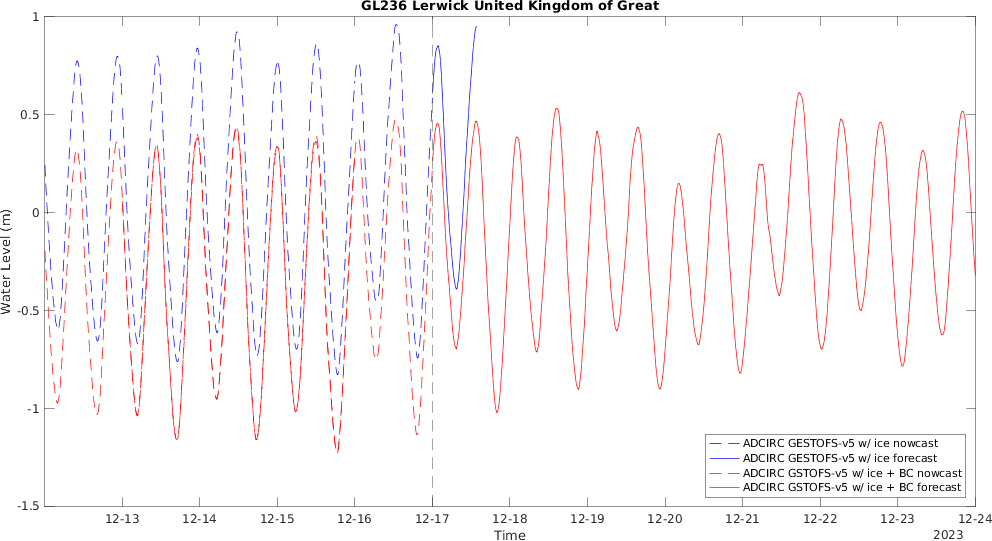 GL236 Lerwick United Kingdom of Great
1
0.5
0
-0.5
-1
-1.5
Water Level (m)
ADCIRC GESTOFS-v5 w/ ice nowcast
ADCIRC GESTOFS-v5 w/ ice forecast
ADCIRC GSTOFS-v5 w/ ice + BC nowcast
ADCIRC GSTOFS-v5 w/ ice + BC forecast
12-13 12-14 12-15 12-16 12-17 12-18 12-19 12-20 12-21 12-22 12-23 12-24
Time
2023